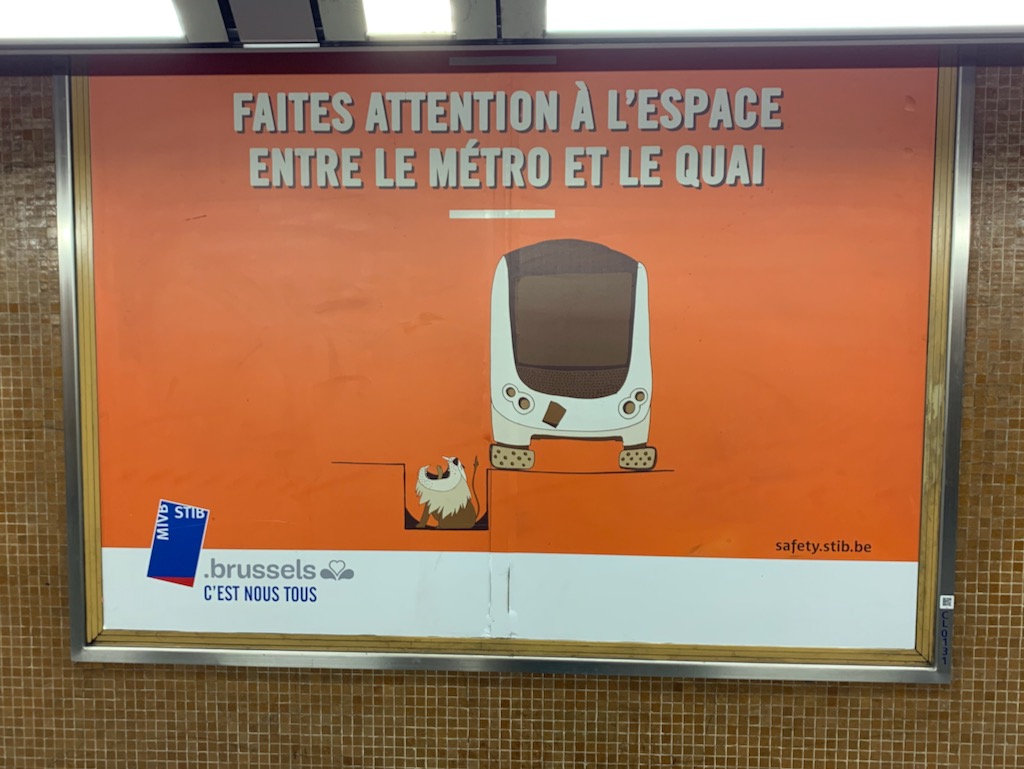 FAITES ATTENTION À L'ESPACE
ENTRE LE MÉTRO ET LE QUAI
safety.stib.be
MIVB STIB
.brussels
C'EST NOUS TOUS
CL0131